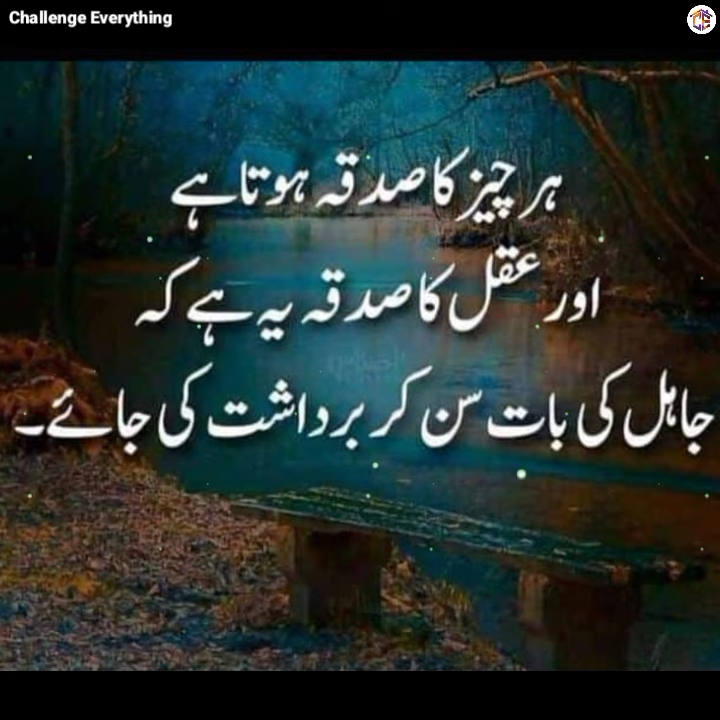 Challenge Everything
ہر چیز کا صدقہ ہوتا ہے
اور عقل کا صدقہ یہ ہے کہ
جاہل کی بات سن کر برداشت کی جائے۔